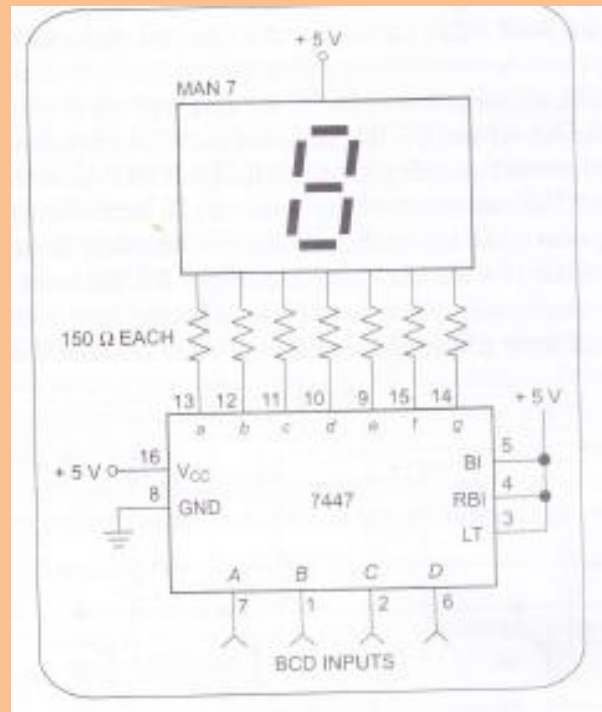 + 5 V
MAN 7
150 Ω EACH
13 12 11 10 9 15 14
a b c d e f g
+ 5 V
+ 5 V 16 VCC
BI 5
8 GND
7447
RBI 4
LT 3
A B C D
7 1 2 6
BCD INPUTS